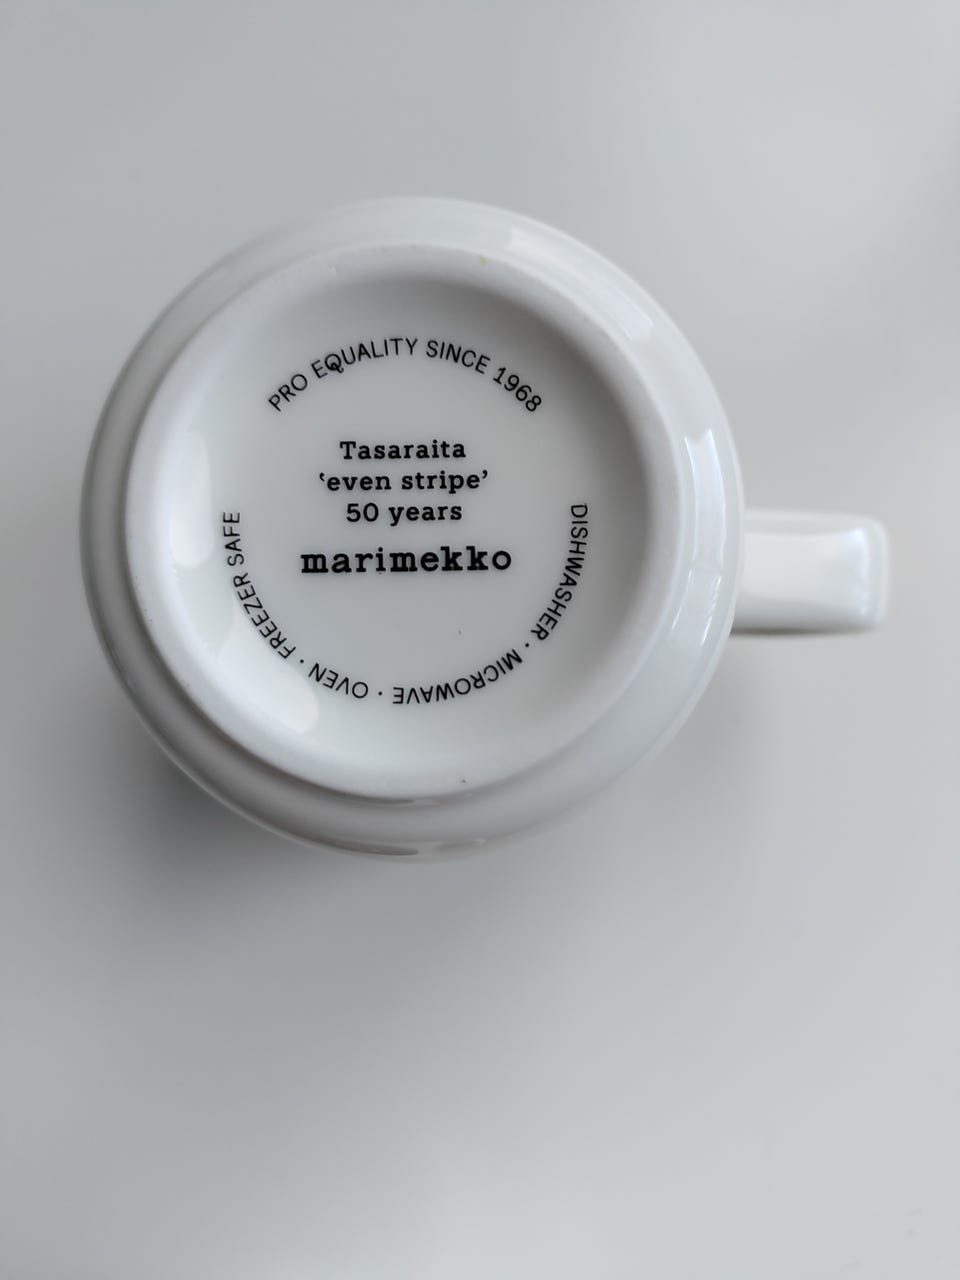 PRO EQUALITY SINCE 1968
Tasaraita
‘even stripe’
50 years
marimekko
DISHWASHER · MICROWAVE · OVEN · FREEZER SAFE